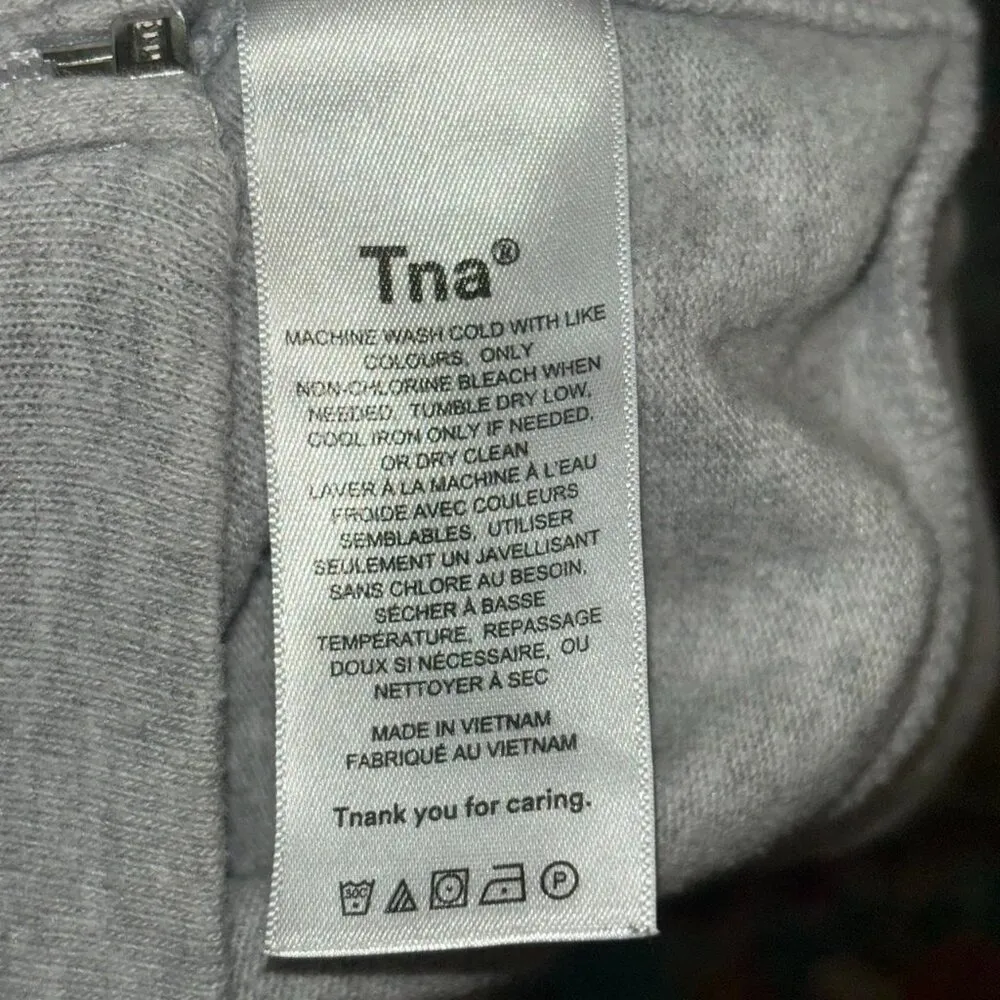 Tna®
MACHINE WASH COLD WITH LIKE
COLOURS, ONLY
NON-CHLORINE BLEACH WHEN
NEEDED, TUMBLE DRY LOW,
COOL IRON ONLY IF NEEDED,
OR DRY CLEAN
LAVER À LA MACHINE À L'EAU
FROIDE AVEC COULEURS
SEMBLABLES, UTILISER
SEULEMENT UN JAVELLISANT
SANS CHLORE AU BESOIN,
SÉCHER À BASSE
TEMPÉRATURE, REPASSAGE
DOUX SI NÉCESSAIRE, OU
NETTOYER À SEC
MADE IN VIETNAM
FABRIQUÉ AU VIETNAM
Tnank you for caring.
P